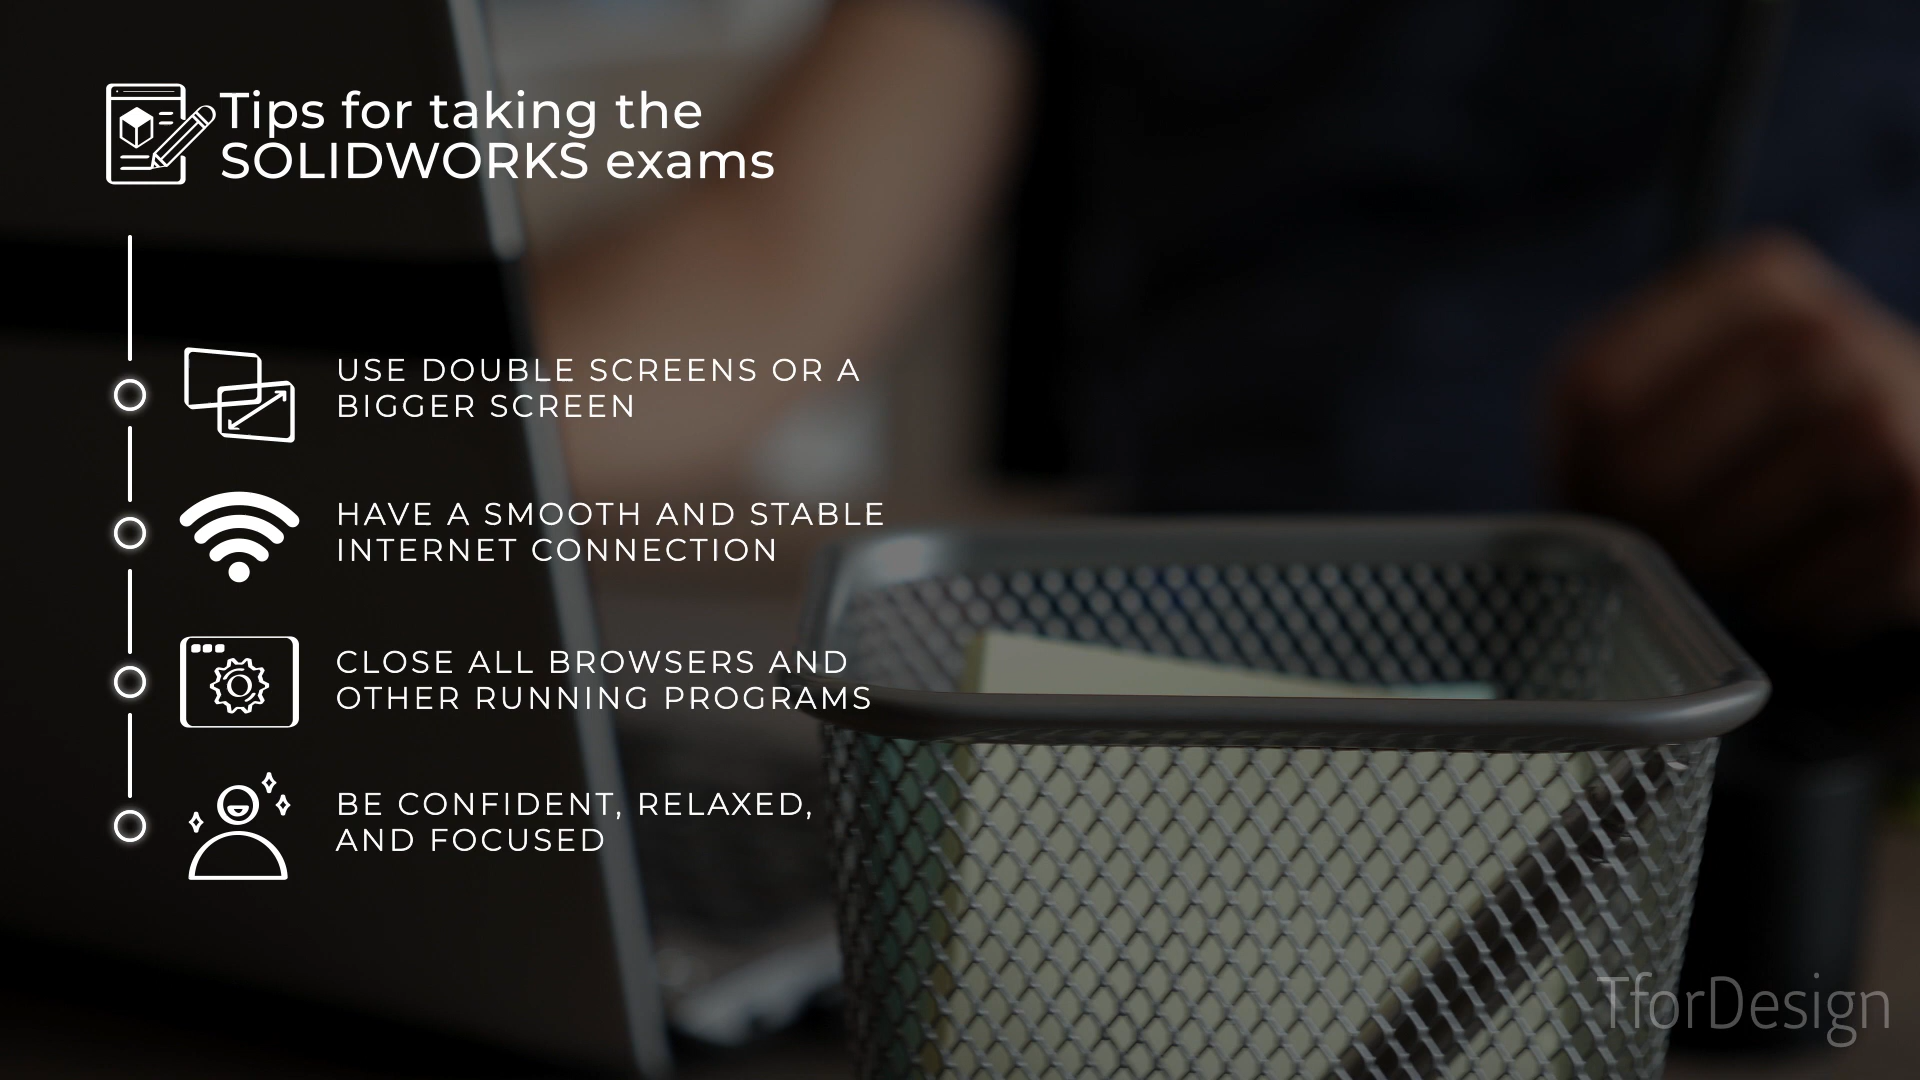 Tips for taking the
SOLIDWORKS exams
USE DOUBLE SCREENS OR A
BIGGER SCREEN
HAVE A SMOOTH AND STABLE
INTERNET CONNECTION
CLOSE ALL BROWSERS AND
OTHER RUNNING PROGRAMS
BE CONFIDENT, RELAXED,
AND FOCUSED
TforDesign